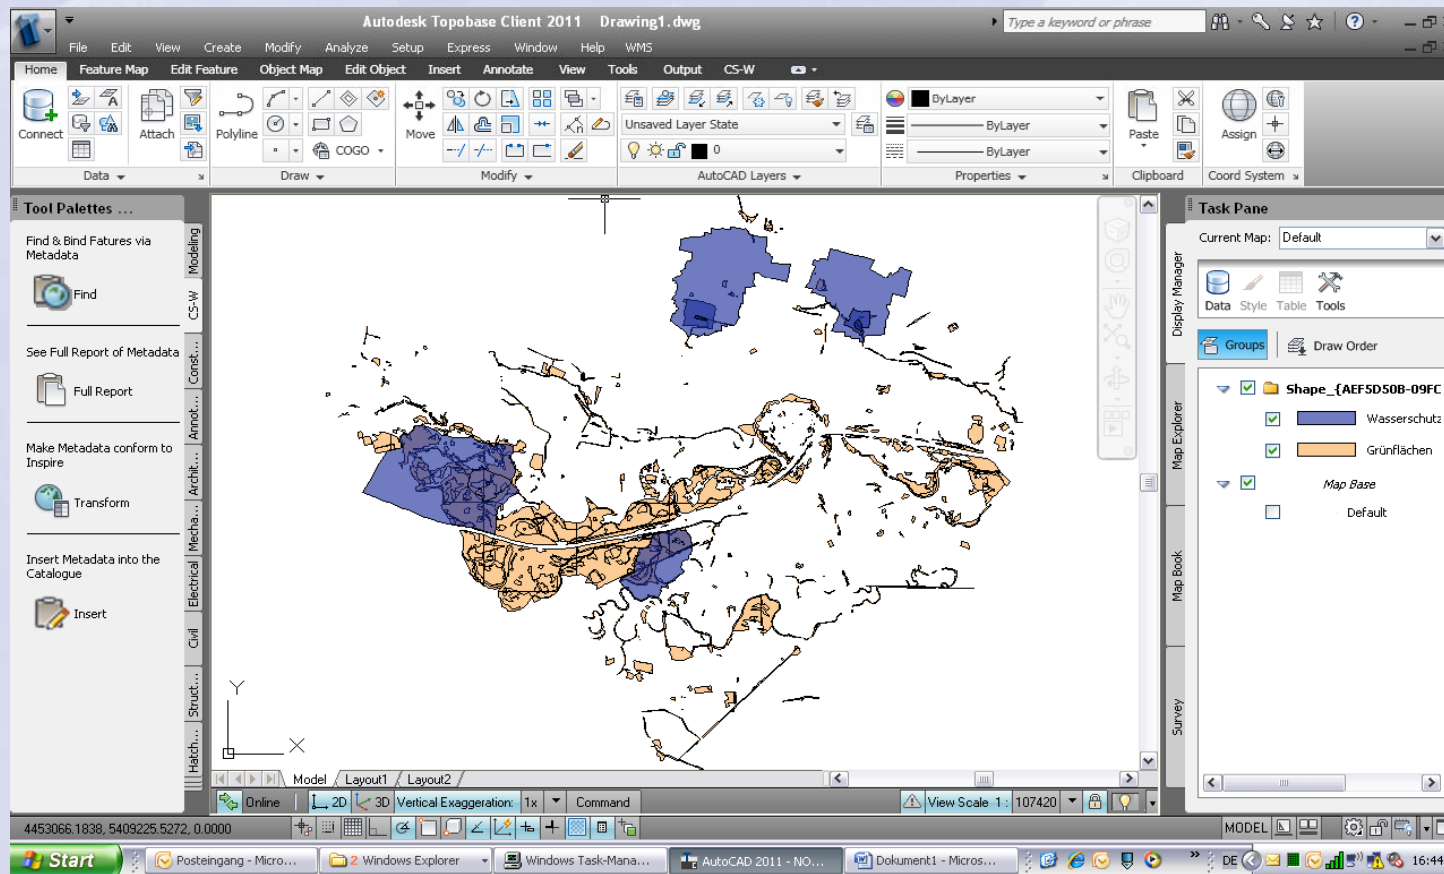 Autodesk Topobase Client 2011 Drawing1.dwg
Type a keyword or phrase
File Edit View Create Modify Analyze Setup Express Window Help WMS
Home Feature Map Edit Feature Object Map Edit Object Insert Annotate View Tools Output CS-W
Connect
Attach
Polyline
COGO
Move
Unsaved Layer State
0
ByLayer
ByLayer
ByLayer
Paste
Assign
Data Draw Modify AutoCAD Layers Properties Clipboard Coord System
Tool Palettes ...
Find & Bind Fatures via
Metadata
Find
See Full Report of Metadata
Full Report
Make Metadata conform to
Inspire
Transform
Insert Metadata into the
Catalogue
Insert
Modeling
CS-W
Const...
Annot...
Archit...
Mecha...
Electrical
Civil
Struct...
Hatch...
Y
X
Model Layout1 Layout2
Task Pane
Current Map: Default
Data Style Table Tools
Groups Draw Order
Shape_{AEF5D50B-09FC
Wasserschutz
Grünflächen
Map Base
Default
Display Manager
Map Explorer
Map Book
Survey
Online 2D 3D Vertical Exaggeration: 1x Command View Scale 1: 107420
4453066.1838, 5409225.5272, 0.0000
MODEL
Start Posteingang - Micro... 2 Windows Explorer Windows Task-Mana... AutoCAD 2011 - NO... Dokument1 - Micros... » DE 16:44